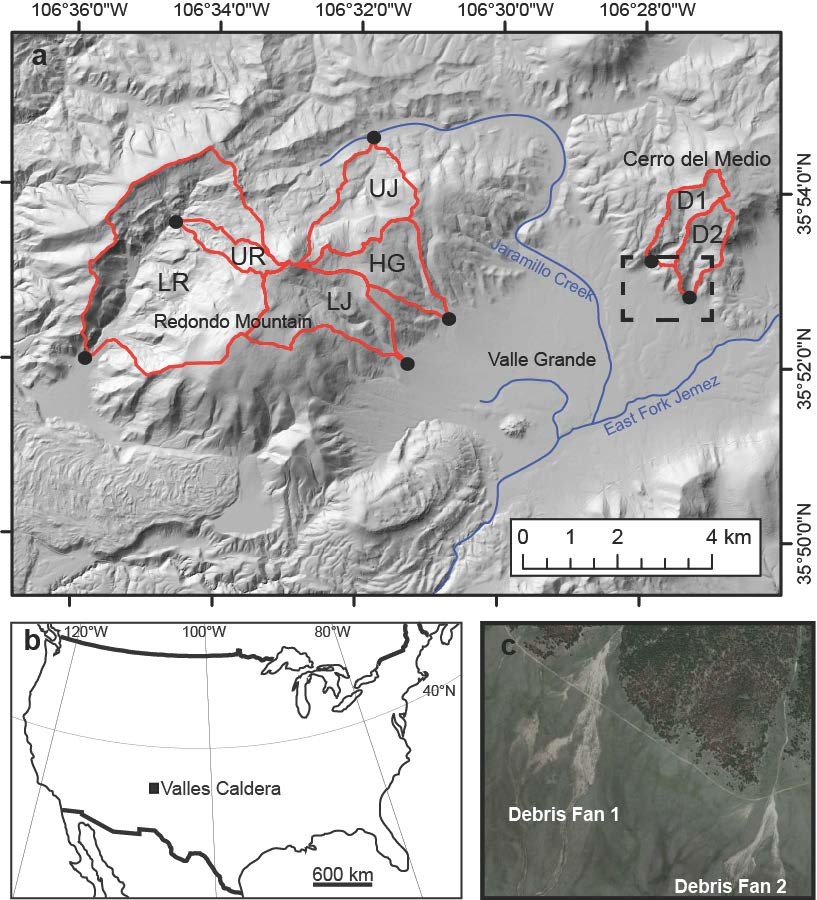 106°36'0"W 106°34'0"W 106°32'0"W 106°30'0"W 106°28'0"W
a
Cerro del Medio
35°54'0"N
UJ
D1
D2
UR
HG
Jaramillo Creek
LR
LJ
Redondo Mountain
Valle Grande
35°52'0"N
East Fork Jemez
0 1 2 4 km
35°50'0"N
b
120°W 100°W 80°W
40°N
Valles Caldera
600 km
c
Debris Fan 1
Debris Fan 2